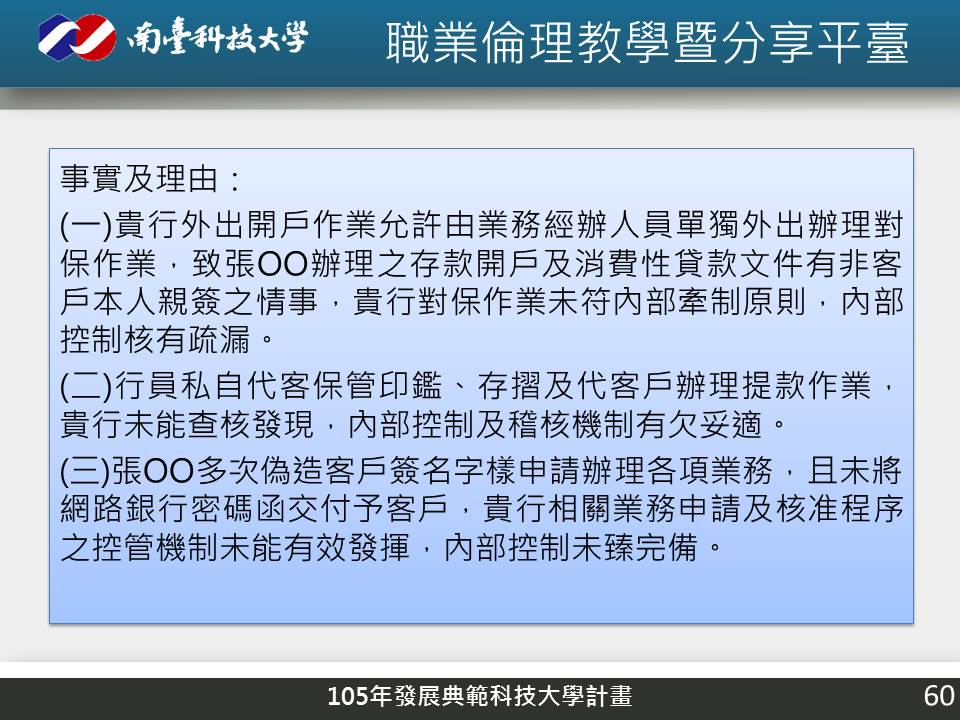 南臺科技大學
職業倫理教學暨分享平臺
事實及理由：
(一)貴行外出開戶作業允許由業務經辦人員單獨外出辦理對
保作業，致張OO辦理之存款開戶及消費性貸款文件有非客
戶本人親簽之情事，貴行對保作業未符內部牽制原則，內部
控制核有疏漏。
(二)行員私自代客保管印鑑、存摺及代客戶辦理提款作業，
貴行未能查核發現，內部控制及稽核機制有欠妥適。
(三)張OO多次偽造客戶簽名字樣申請辦理各項業務，且未將
網路銀行密碼函交付予客戶，貴行相關業務申請及核准程序
之控管機制未能有效發揮，內部控制未臻完備。
105年發展典範科技大學計畫
60